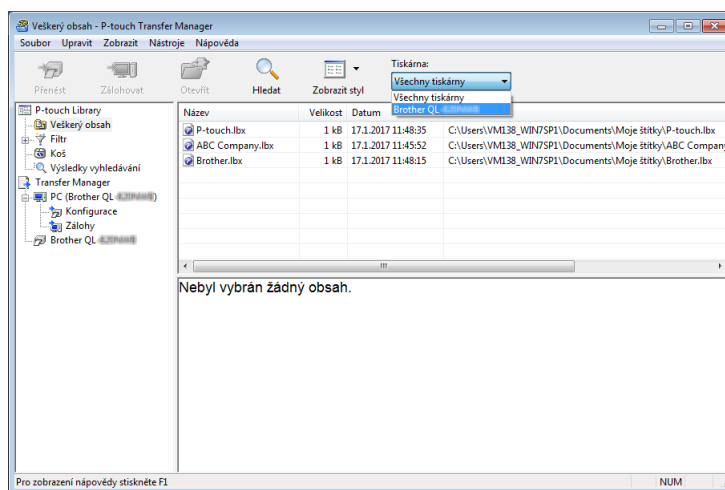 Veškerý obsah - P-touch Transfer Manager
Soubor Upravit Zobrazit Nástroje Nápověda
Přenést Zálohovat Otevřít Hledat Zobrazit styl
Tiskárna:
Všechny tiskárny
Všechny tiskárny
Brother QL
P-touch Library
Veškerý obsah
Filtr
Koš
Výsledky vyhledávání
Transfer Manager
PC (Brother QL
Konfigurace
Zálohy
Brother QL
Název Velikost Datum
P-touch.lbx 1 kB 17.1.2017 11:48:35 C:\Users\VM138_WIN7SP1\Documents\Moje štítky\P-touch.lbx
ABC Company.lbx 1 kB 17.1.2017 11:45:52 C:\Users\VM138_WIN7SP1\Documents\Moje štítky\ABC Company
Brother.lbx 1 kB 17.1.2017 11:48:15 C:\Users\VM138_WIN7SP1\Documents\Moje štítky\Brother.lbx
Nebyl vybrán žádný obsah.
Pro zobrazení nápovědy stiskněte F1 NUM